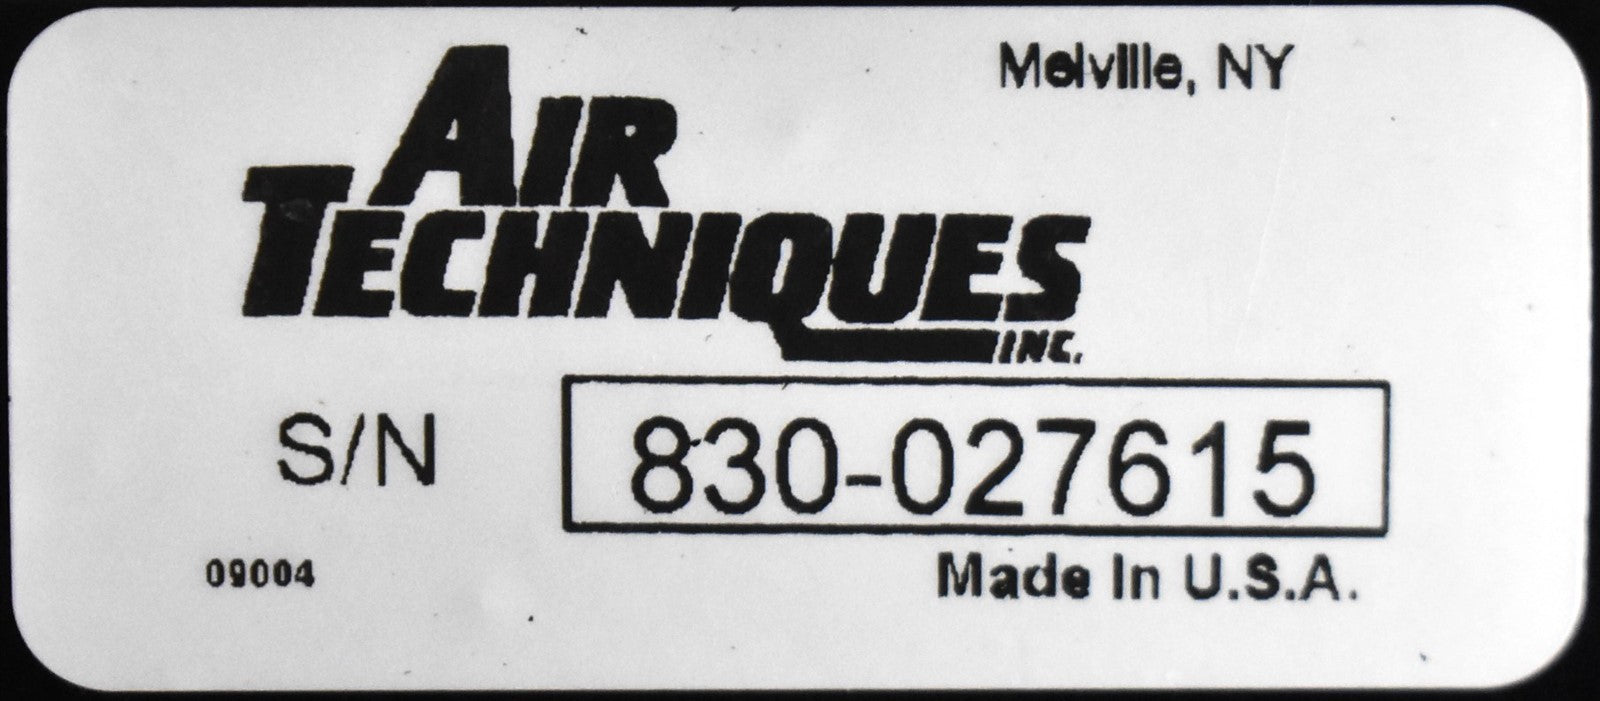 Melville, NY
AIR
TECHNIQUES
INC.
S/N 830-027615
09004
Made In U.S.A.